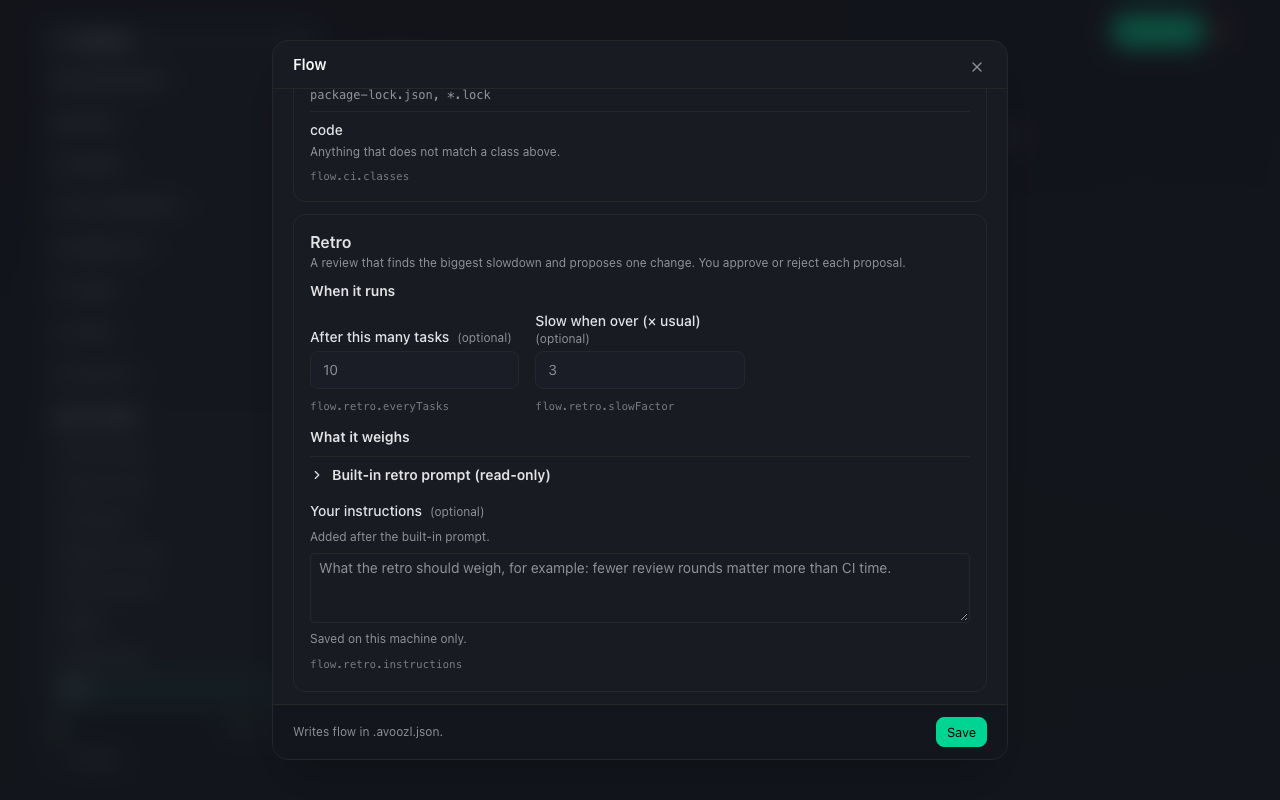 Flow
package-lock.json, *.lock
code
Anything that does not match a class above.
flow.ci.classes
Retro
A review that finds the biggest slowdown and proposes one change. You approve or reject each proposal.
When it runs
After this many tasks (optional)
Slow when over (× usual)
(optional)
10
3
flow.retro.everyTasks
flow.retro.slowFactor
What it weighs
Built-in retro prompt (read-only)
Your instructions (optional)
Added after the built-in prompt.
What the retro should weigh, for example: fewer review rounds matter more than CI time.
Saved on this machine only.
flow.retro.instructions
Writes flow in .avoozl.json.
Save